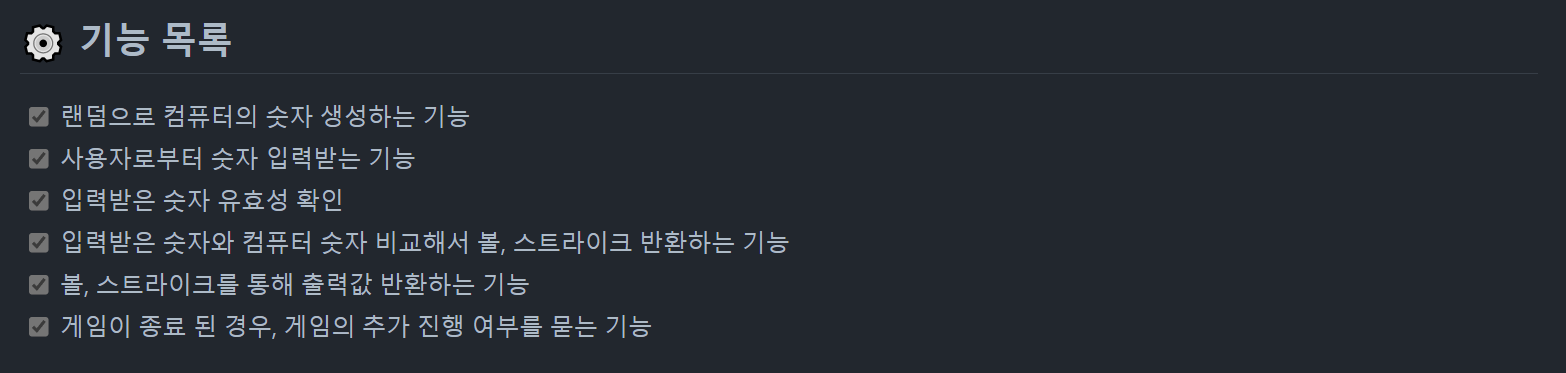 기능 목록
랜덤으로 컴퓨터의 숫자 생성하는 기능
사용자로부터 숫자 입력받는 기능
입력받은 숫자 유효성 확인
입력받은 숫자와 컴퓨터 숫자 비교해서 볼, 스트라이크 반환하는 기능
볼, 스트라이크를 통해 출력값 반환하는 기능
게임이 종료 된 경우, 게임의 추가 진행 여부를 묻는 기능